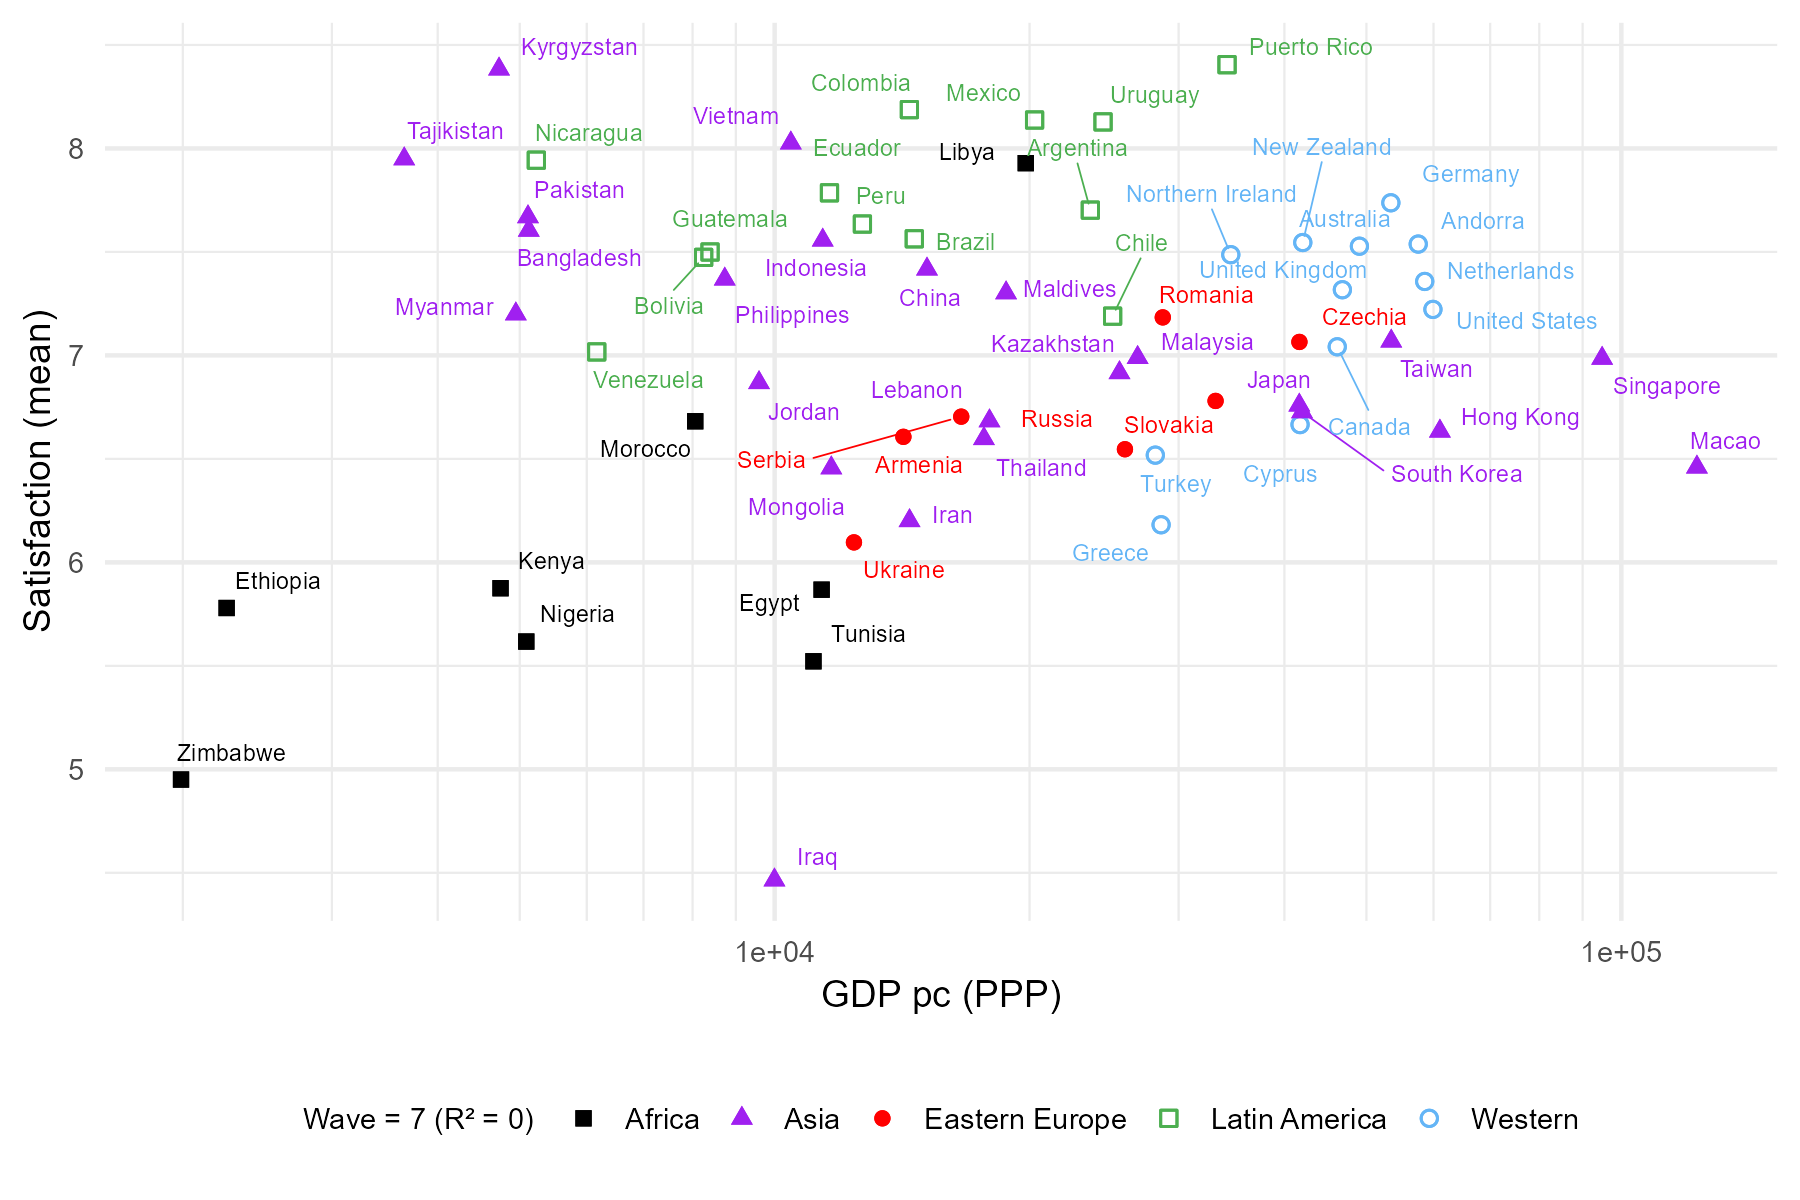 Kyrgyzstan
Puerto Rico
Colombia
Mexico
Uruguay
Vietnam
Tajikistan
Nicaragua
Ecuador
Libya
Argentina
New Zealand
8
Germany
Pakistan
Peru
Northern Ireland
Guatemala
Australia
Andorra
Brazil
Chile
Bangladesh
Indonesia
United Kingdom
Netherlands
Myanmar
Bolivia
China
Maldives
Romania
Philippines
Czechia
United States
7
Kazakhstan
Malaysia
Venezuela
Lebanon
Japan
Taiwan
Singapore
Jordan
Russia
Slovakia
Canada
Hong Kong
Morocco
Serbia
Armenia
Thailand
Turkey
Cyprus
South Korea
Macao
Mongolia
Iran
Greece
6
Ethiopia
Kenya
Ukraine
Nigeria
Egypt
Tunisia
Zimbabwe
5
Iraq
Satisfaction (mean)
1e+04
1e+05
GDP pc (PPP)
Wave = 7 (R² = 0) Africa Asia Eastern Europe Latin America Western